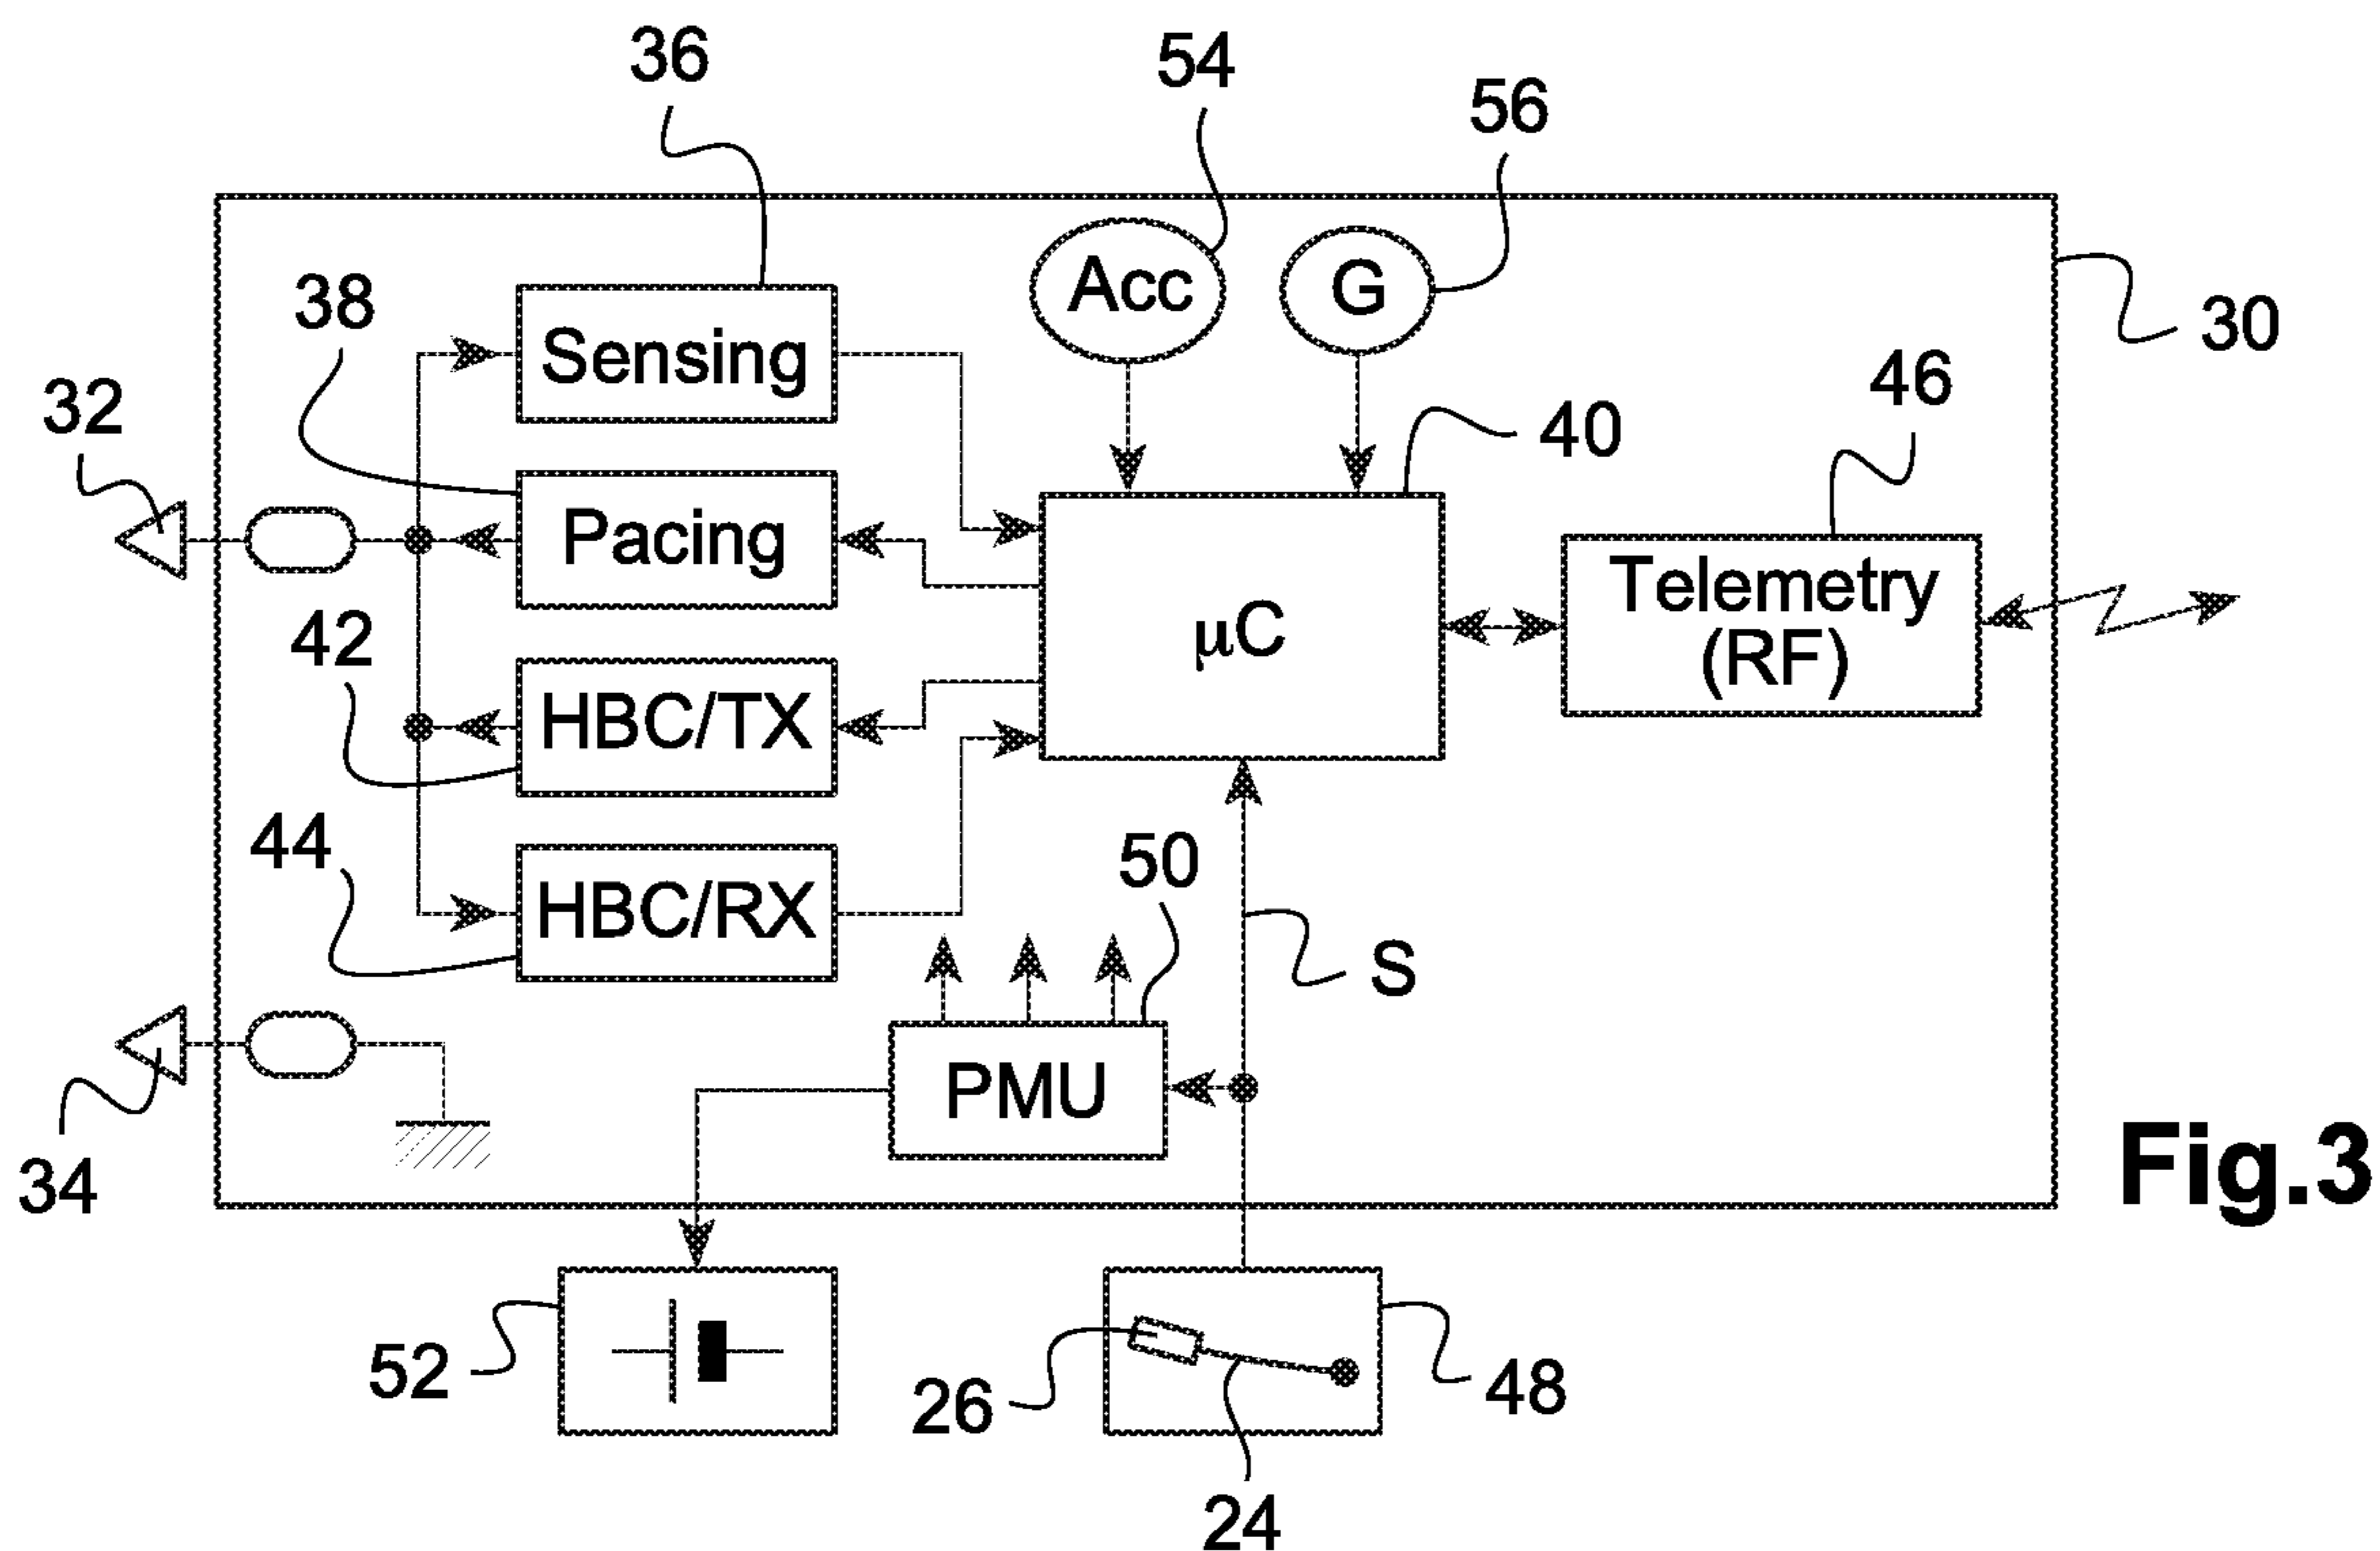 36
54
56
38
Acc
G
30
Sensing
46
32
40
Pacing
Telemetry
(RF)
μC
42
HBC/TX
44
50
HBC/RX
S
PMU
34
Fig.3
52
26
48
24